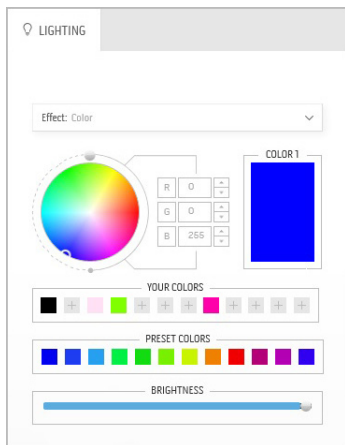 LIGHTING
Effect: Color
COLOR 1
R 0
G 0
B 255
YOUR COLORS
PRESET COLORS
BRIGHTNESS